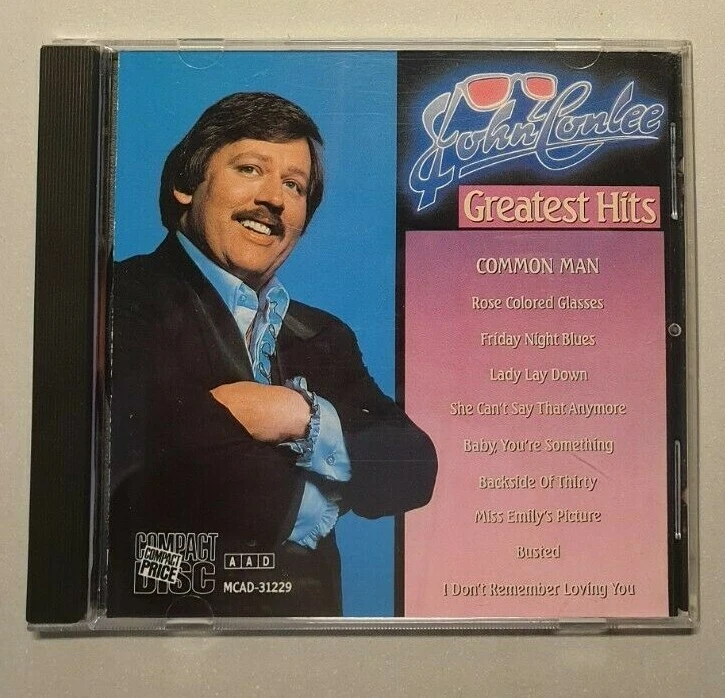 John Conlee
Greatest Hits
COMMON MAN
Rose Colored Glasses
Friday Night Blues
Lady Lay Down
She Can't Say That Anymore
Baby, You're Something
Backside Of Thirty
Miss Emily's Picture
Busted
I Don't Remember Loving You
COMPACT
COMPACT
PRICE
DISC
A A D
MCAD-31229